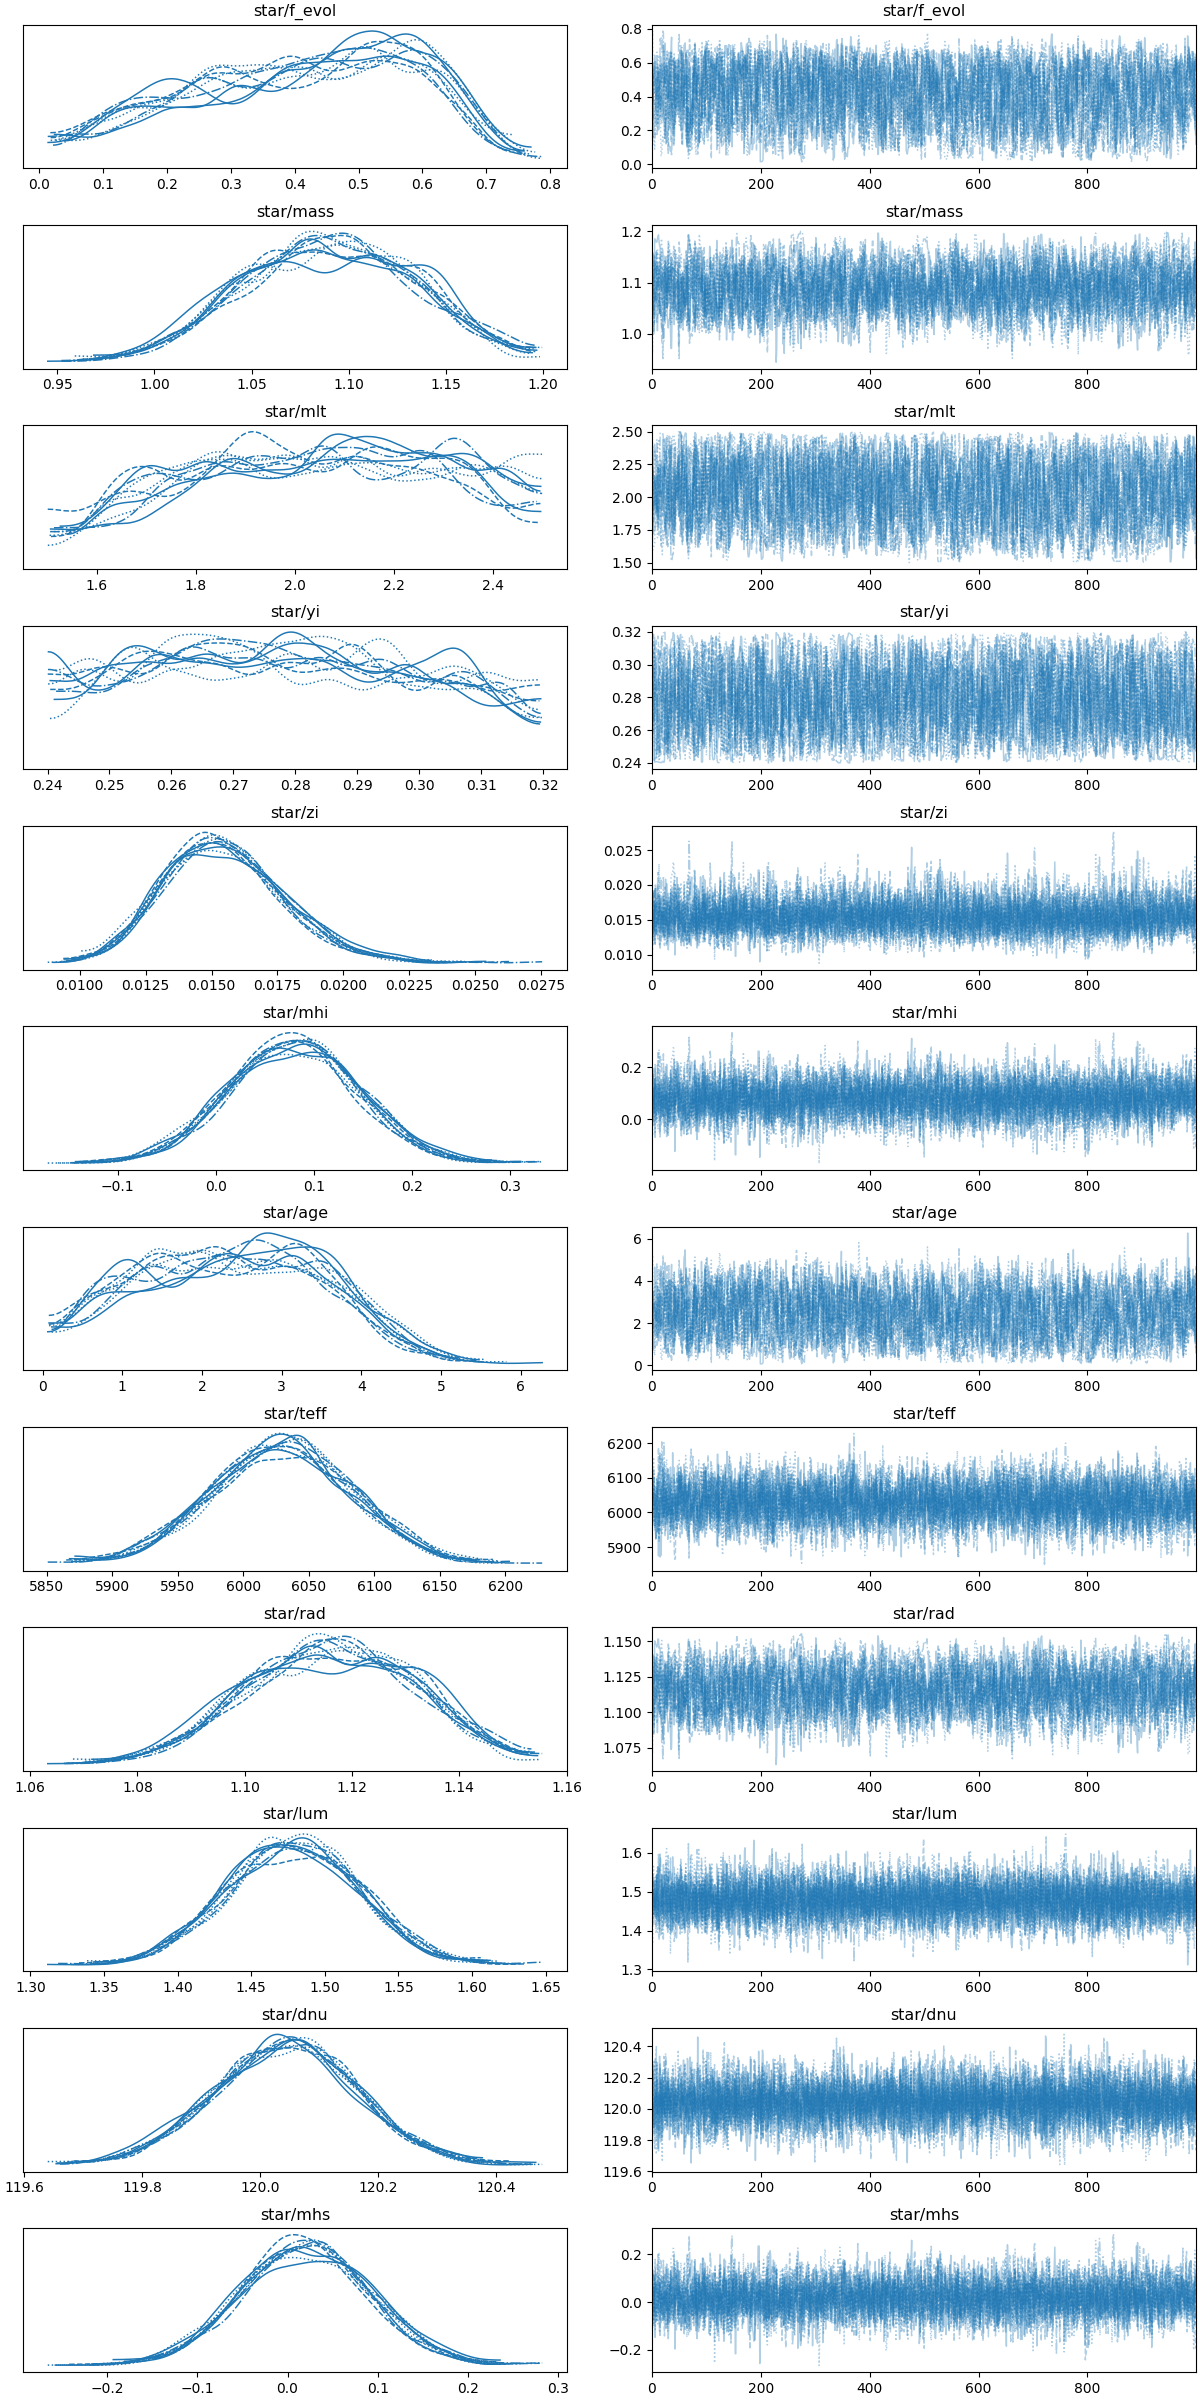 star/f_evol star/f_evol
0.8
0.6
0.4
0.2
0.0
0.0 0.1 0.2 0.3 0.4 0.5 0.6 0.7 0.8 0 200 400 600 800
star/mass star/mass
1.2
1.1
1.0
0.95 1.00 1.05 1.10 1.15 1.20 0 200 400 600 800
star/mlt star/mlt
2.50
2.25
2.00
1.75
1.50
1.6 1.8 2.0 2.2 2.4 0 200 400 600 800
star/yi star/yi
0.32
0.30
0.28
0.26
0.24
0.24 0.25 0.26 0.27 0.28 0.29 0.30 0.31 0.32 0 200 400 600 800
star/zi star/zi
0.025
0.020
0.015
0.010
0.0100 0.0125 0.0150 0.0175 0.0200 0.0225 0.0250 0.0275 0 200 400 600 800
star/mhi star/mhi
0.2
0.0
−0.1 0.0 0.1 0.2 0.3 0 200 400 600 800
star/age star/age
6
4
2
0
0 1 2 3 4 5 6 0 200 400 600 800
star/teff star/teff
6200
6100
6000
5900
5850 5900 5950 6000 6050 6100 6150 6200 0 200 400 600 800
star/rad star/rad
1.150
1.125
1.100
1.075
1.06 1.08 1.10 1.12 1.14 1.16 0 200 400 600 800
star/lum star/lum
1.6
1.5
1.4
1.3
1.30 1.35 1.40 1.45 1.50 1.55 1.60 1.65 0 200 400 600 800
star/dnu star/dnu
120.4
120.2
120.0
119.8
119.6
119.6 119.8 120.0 120.2 120.4 0 200 400 600 800
star/mhs star/mhs
0.2
0.0
−0.2
−0.2 −0.1 0.0 0.1 0.2 0.3 0 200 400 600 800